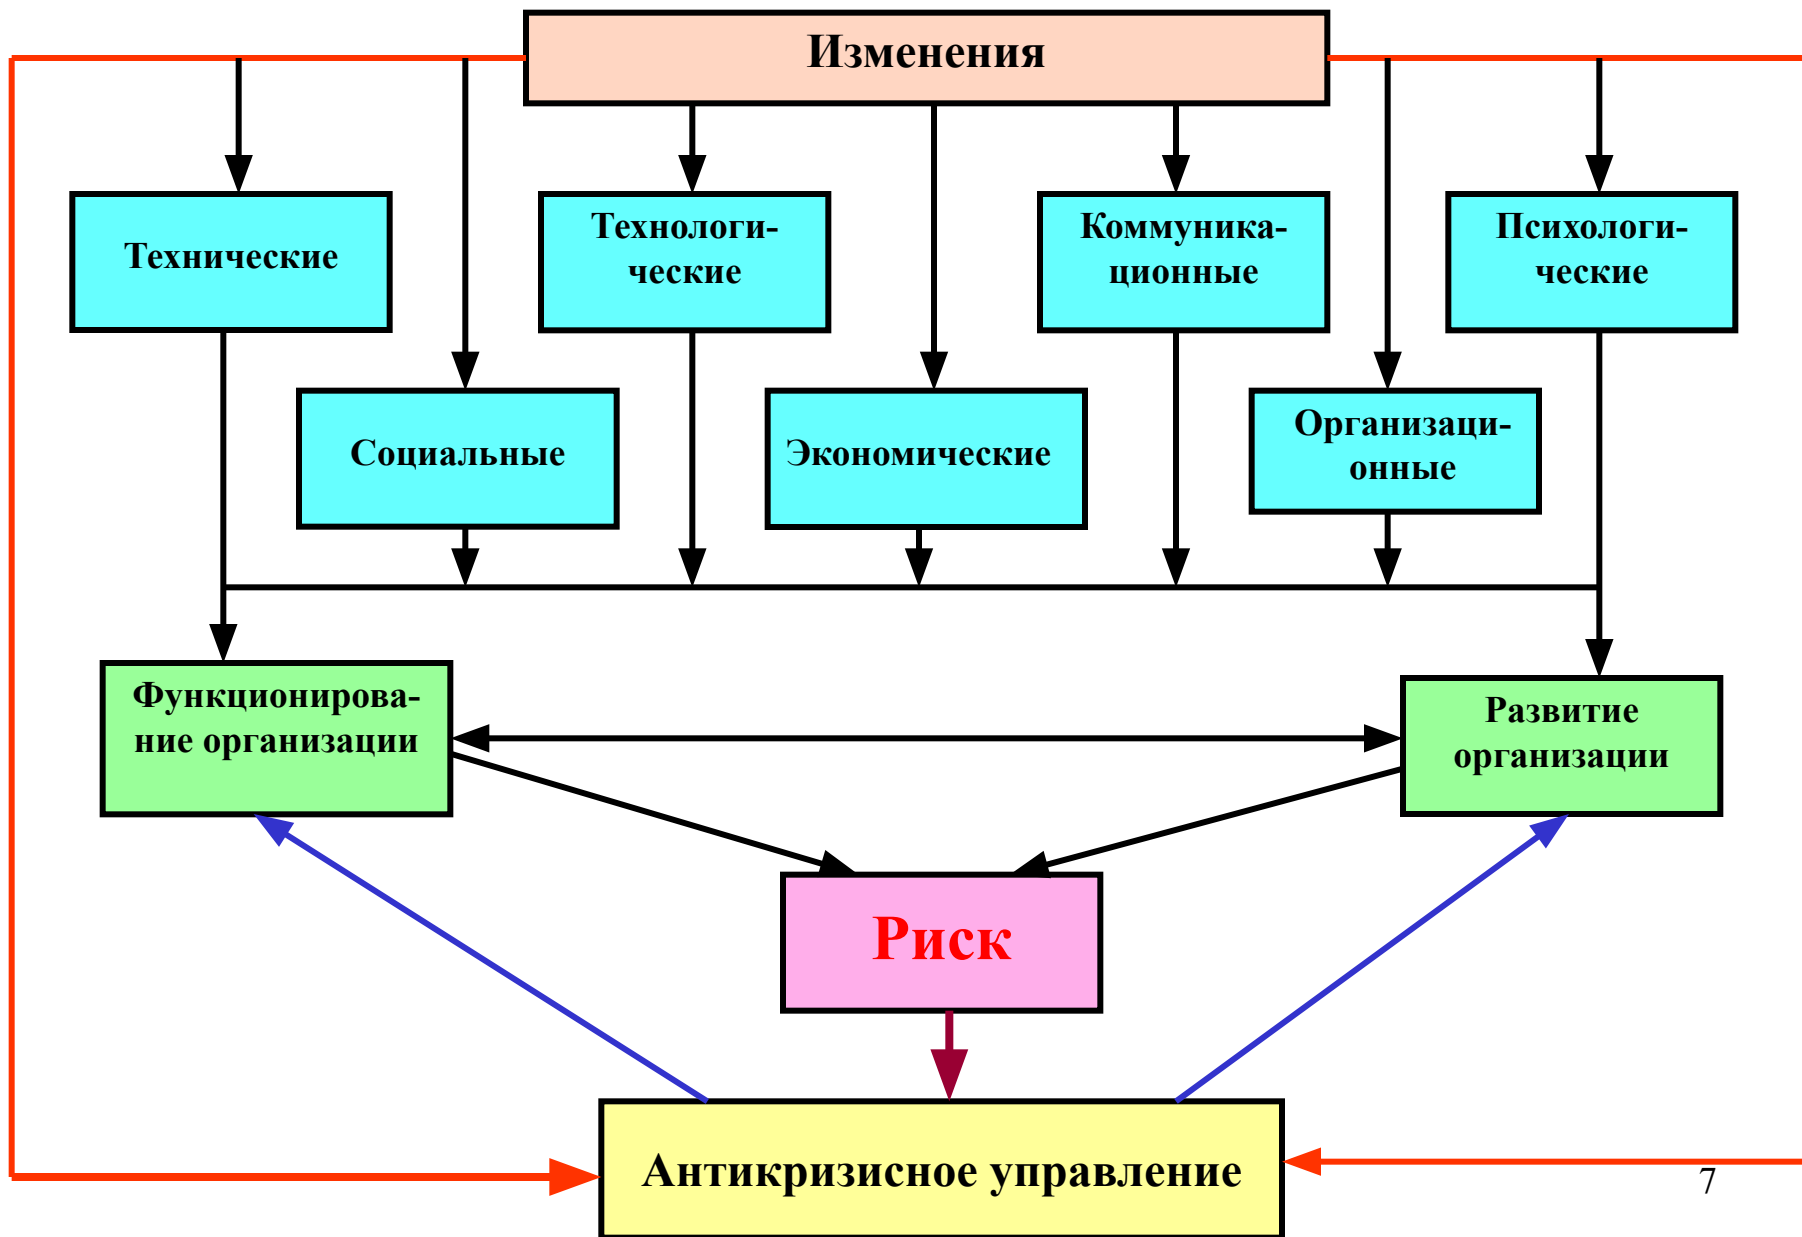 Изменения
Технические
Технологи-
ческие
Коммуника-
ционные
Психологи-
ческие
Социальные
Экономические
Организаци-
онные
Функционирова-
ние организации
Развитие
организации
Риск
Антикризисное управление
7